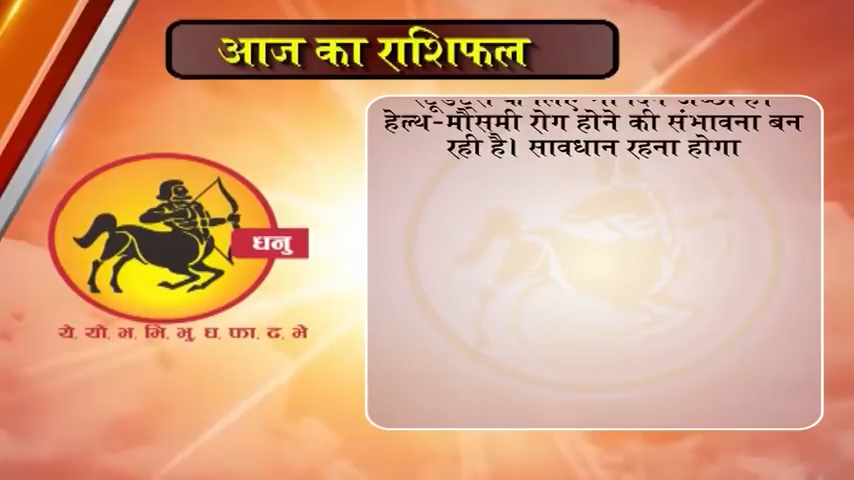 आज का राशिफल
हेल्थ-मौसमी रोग होने की संभावना बन
रही है। सावधान रहना होगा
धनु
ये, यो, भ, भि, भु, ध, फा, ढ, भे